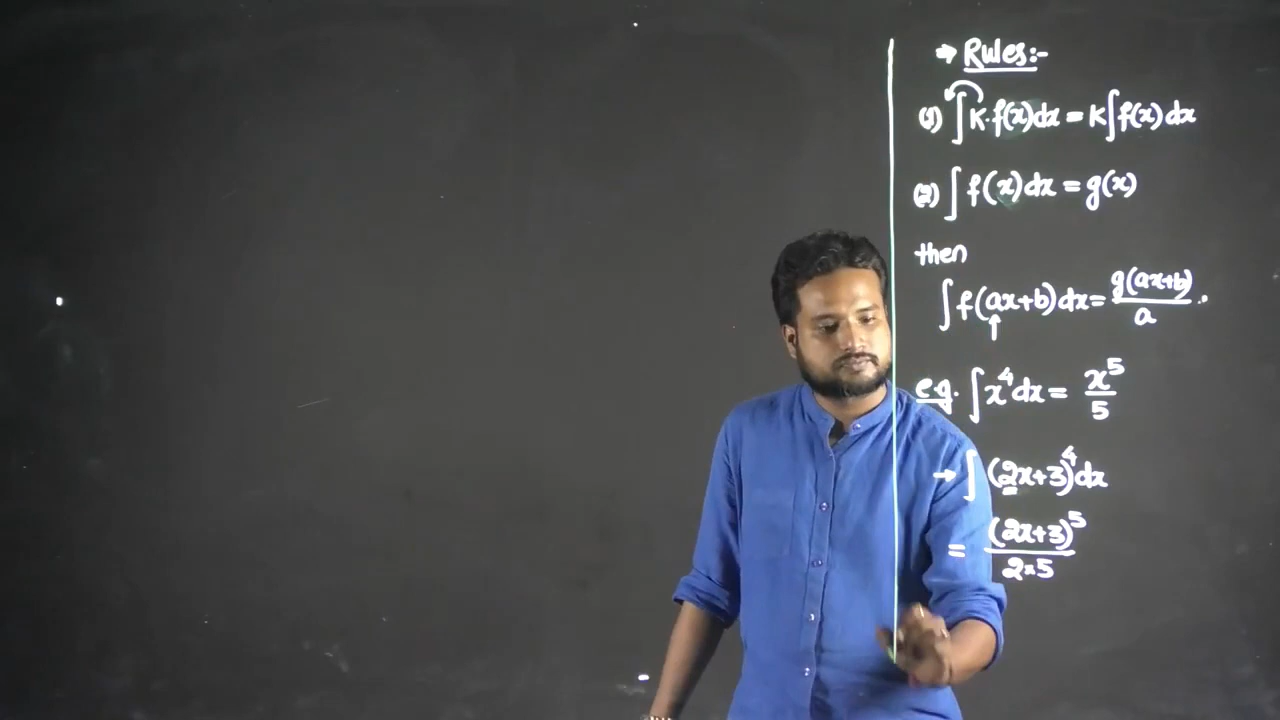 → Rules:-
(1) ∫ K·f(x)dx = K∫f(x)dx
(2) ∫ f(x)dx = g(x)
then
∫ f(ax+b)dx = g(ax+b)/a .
e.g. ∫ x⁴dx = x⁵/5
→ ∫ (2x+3)⁴dx
= (2x+3)⁵/2×5